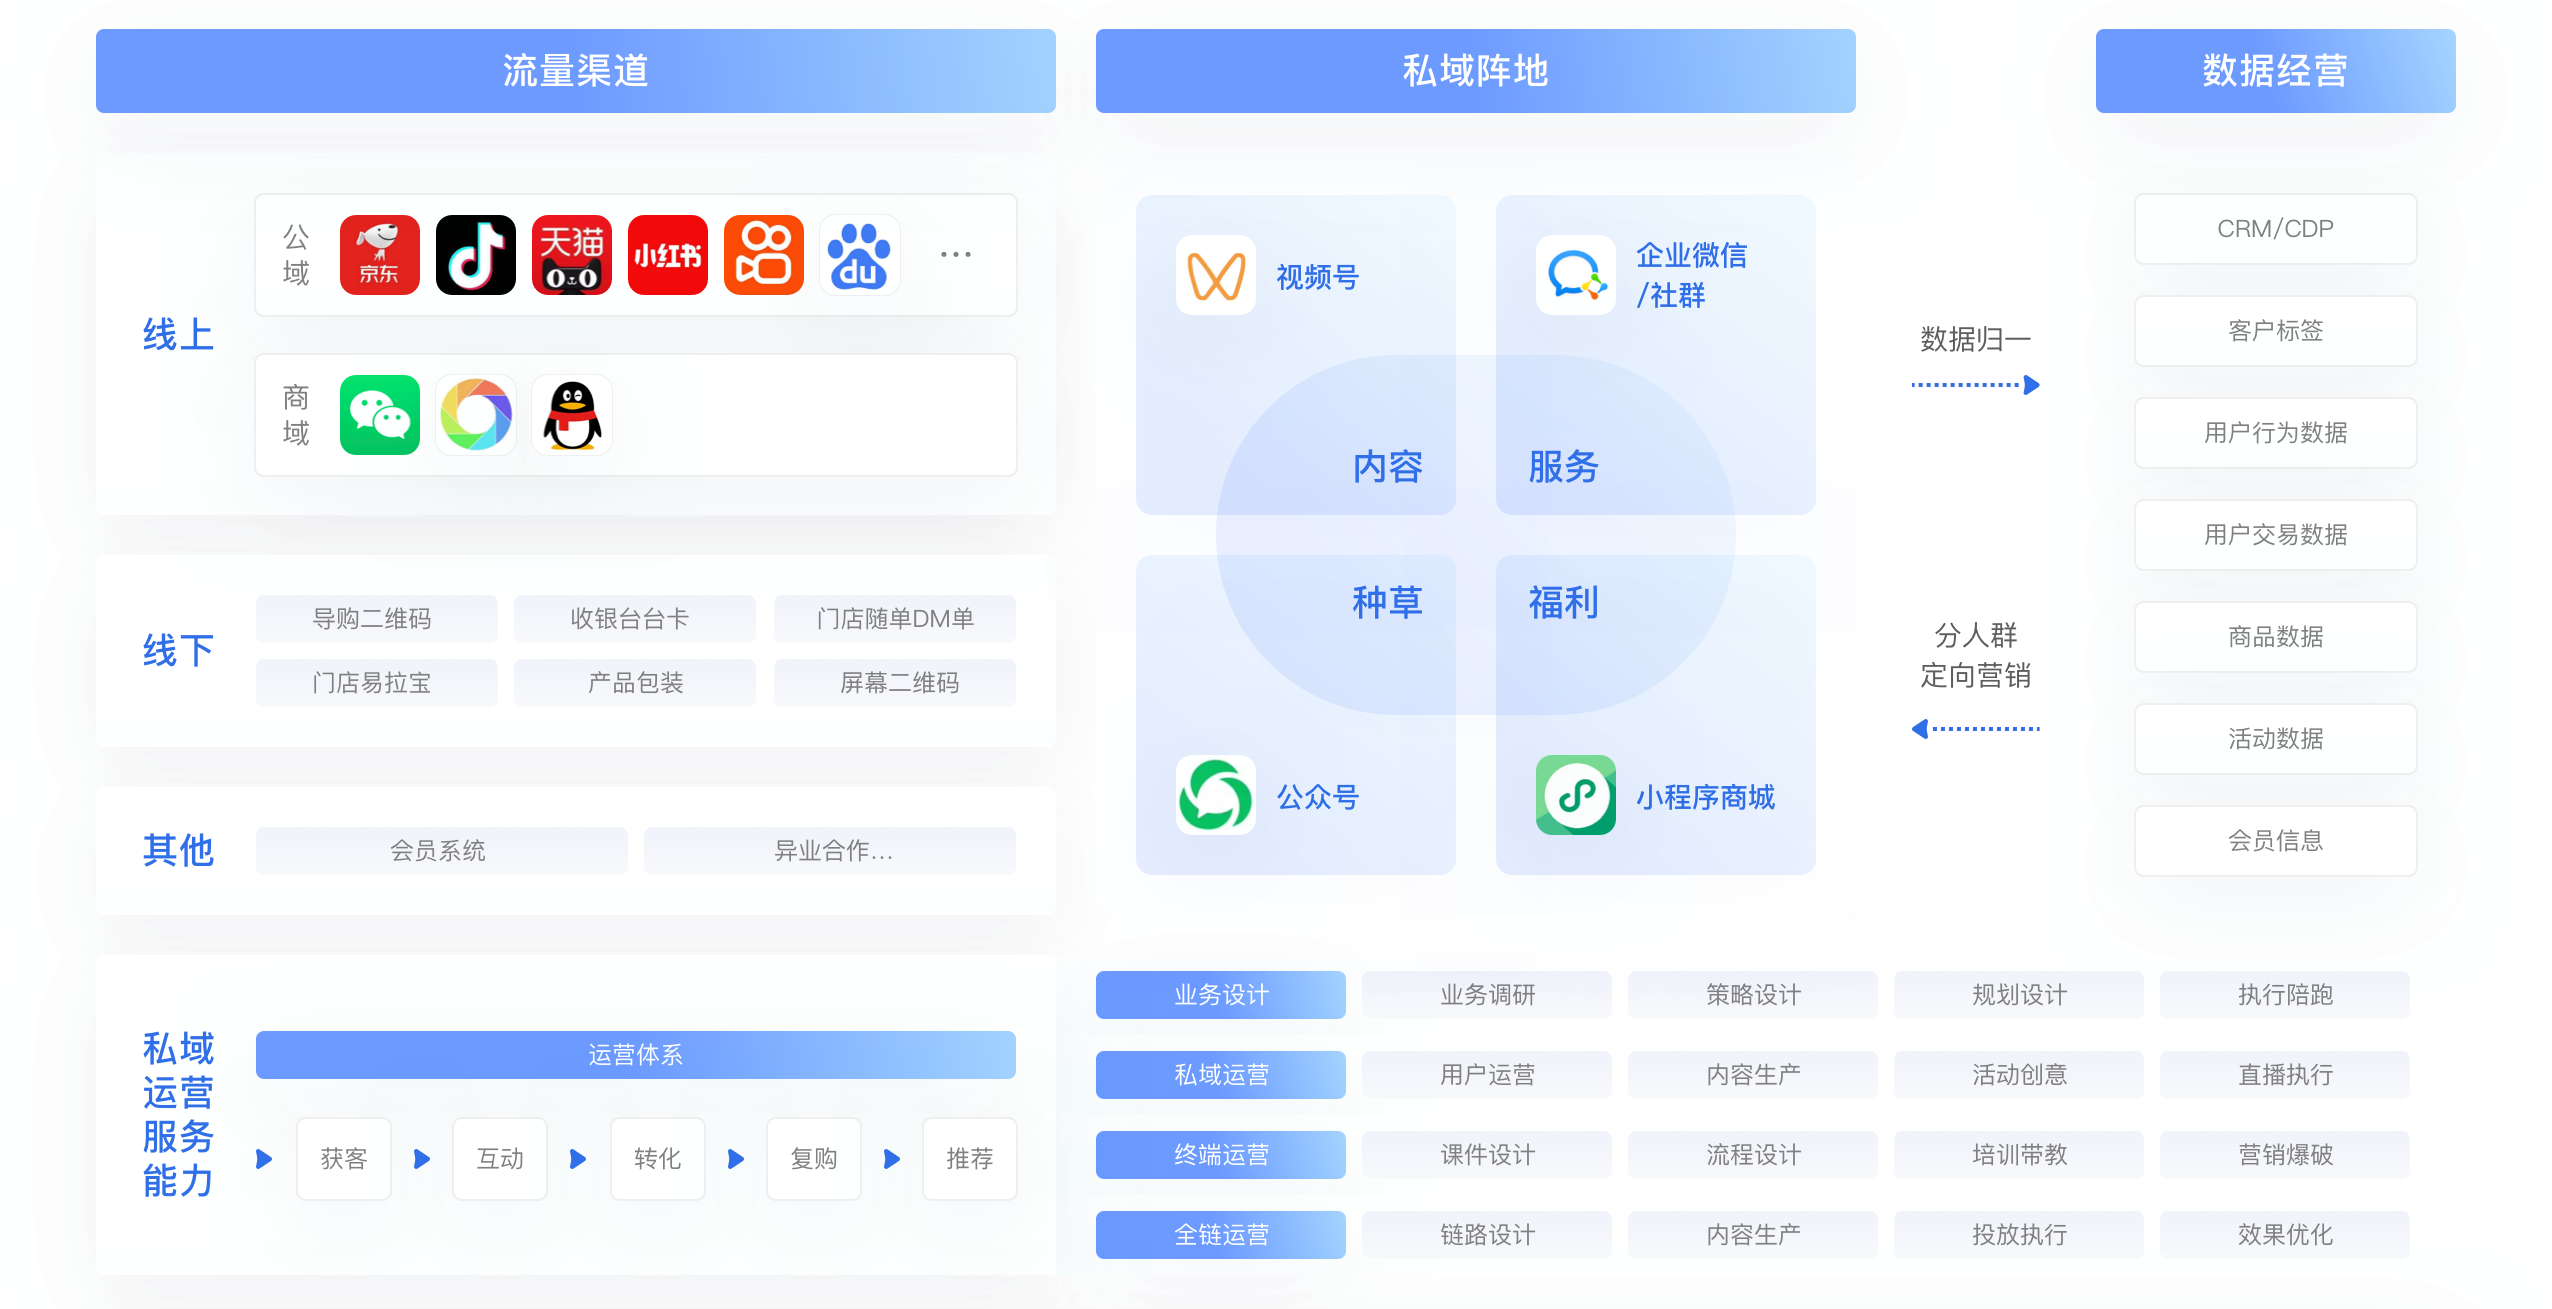 流量渠道
私域阵地
数据经营
线上
公域
京东
天猫
小红书
du
...
商域
线下
导购二维码
收银台台卡
门店随单DM单
门店易拉宝
产品包装
屏幕二维码
其他
会员系统
异业合作...
视频号
企业微信
/社群
内容
服务
种草
福利
公众号
小程序商城
数据归一
分人群
定向营销
CRM/CDP
客户标签
用户行为数据
用户交易数据
商品数据
活动数据
会员信息
私域
运营
服务
能力
运营体系
获客
互动
转化
复购
推荐
业务设计
业务调研
策略设计
规划设计
执行陪跑
私域运营
用户运营
内容生产
活动创意
直播执行
终端运营
课件设计
流程设计
培训带教
营销爆破
全链运营
链路设计
内容生产
投放执行
效果优化